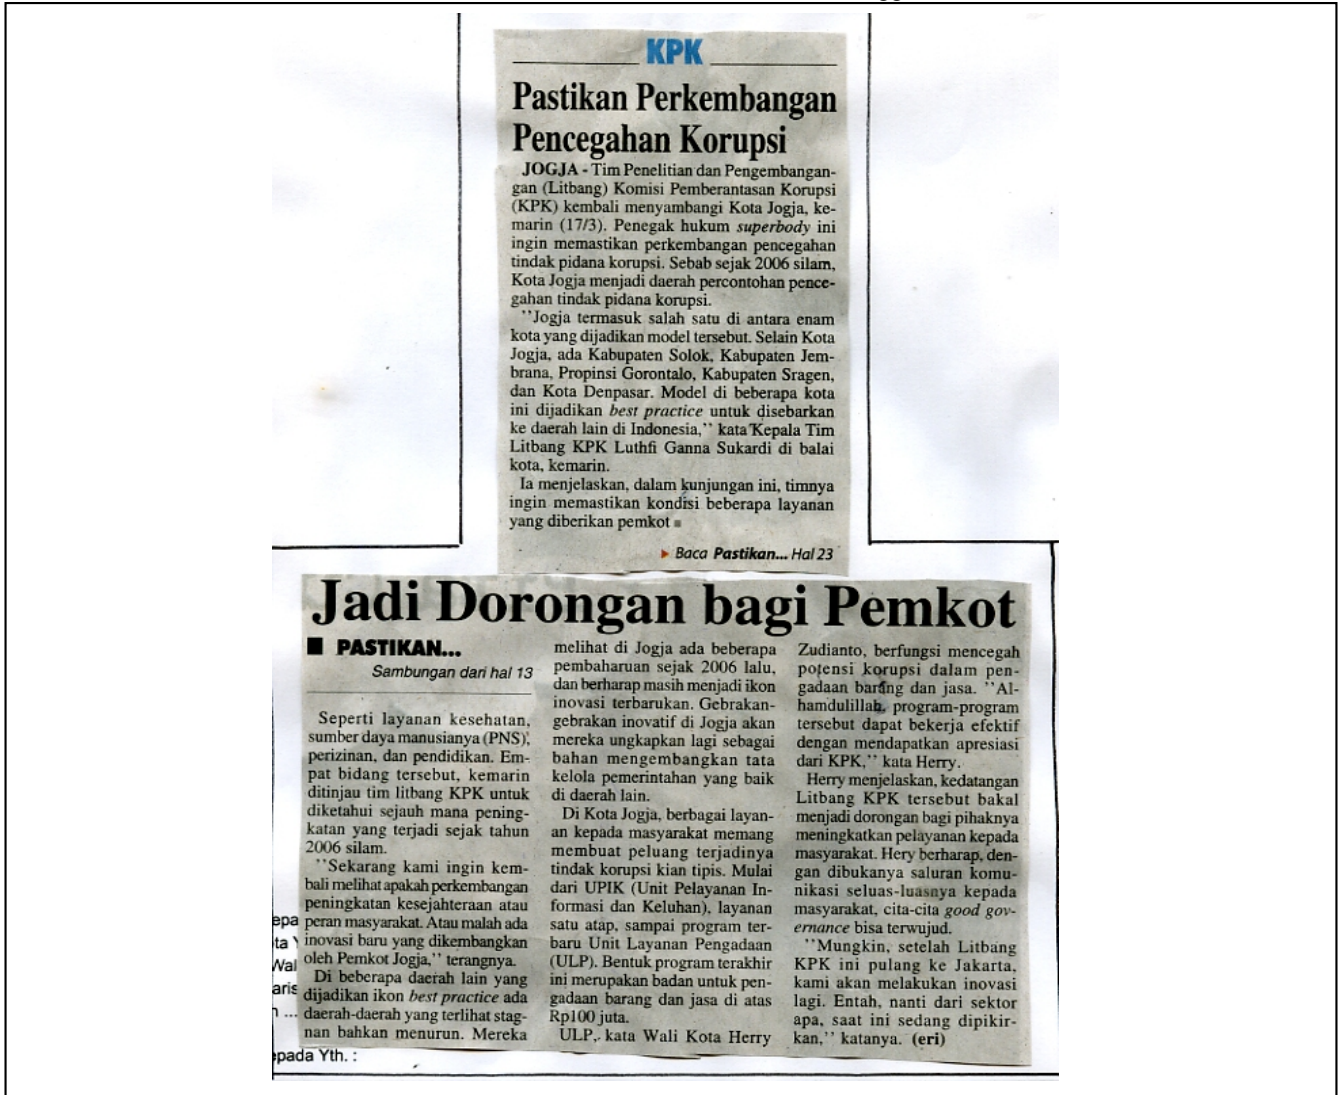 KPK
Pastikan Perkembangan
Pencegahan Korupsi
JOGJA - Tim Penelitian dan Pengembangan-
gan (Litbang) Komisi Pemberantasan Korupsi
(KPK) kembali menyambangi Kota Jogja, ke-
marin (17/3). Penegak hukum superbody ini
ingin memastikan perkembangan pencegahan
tindak pidana korupsi. Sebab sejak 2006 silam,
Kota Jogja menjadi daerah percontohan pence-
gahan tindak pidana korupsi.
''Jogja termasuk salah satu di antara enam
kota yang dijadikan model tersebut. Selain Kota
Jogja, ada Kabupaten Solok, Kabupaten Jem-
brana, Propinsi Gorontalo, Kabupaten Sragen,
dan Kota Denpasar. Model di beberapa kota
ini dijadikan best practice untuk disebarkan
ke daerah lain di Indonesia,'' kata Kepala Tim
Litbang KPK Luthfi Ganna Sukardi di balai
kota, kemarin.
Ia menjelaskan, dalam kunjungan ini, timnya
ingin memastikan kondisi beberapa layanan
yang diberikan pemkot ■
▸ Baca Pastikan... Hal 23
Jadi Dorongan bagi Pemkot
■ PASTIKAN...
Sambungan dari hal 13
Seperti layanan kesehatan,
sumber daya manusianya (PNS),
perizinan, dan pendidikan. Em-
pat bidang tersebut, kemarin
ditinjau tim litbang KPK untuk
diketahui sejauh mana pening-
katan yang terjadi sejak tahun
2006 silam.
''Sekarang kami ingin kem-
bali melihat apakah perkembangan
peningkatan kesejahteraan atau
peran masyarakat. Atau malah ada
inovasi baru yang dikembangkan
oleh Pemkot Jogja,'' terangnya.
Di beberapa daerah lain yang
dijadikan ikon best practice ada
daerah-daerah yang terlihat stag-
nan bahkan menurun. Mereka
melihat di Jogja ada beberapa
pembaharuan sejak 2006 lalu,
dan berharap masih menjadi ikon
inovasi terbarukan. Gebrakan-
gebrakan inovatif di Jogja akan
mereka ungkapkan lagi sebagai
bahan mengembangkan tata
kelola pemerintahan yang baik
di daerah lain.
Di Kota Jogja, berbagai layan-
an kepada masyarakat memang
membuat peluang terjadinya
tindak korupsi kian tipis. Mulai
dari UPIK (Unit Pelayanan In-
formasi dan Keluhan), layanan
satu atap, sampai program ter-
baru Unit Layanan Pengadaan
(ULP). Bentuk program terakhir
ini merupakan badan untuk pen-
gadaan barang dan jasa di atas
Rp100 juta.
ULP, kata Wali Kota Herry
Zudianto, berfungsi mencegah
potensi korupsi dalam pen-
gadaan barang dan jasa. ''Al-
hamdulillah, program-program
tersebut dapat bekerja efektif
dengan mendapatkan apresiasi
dari KPK,'' kata Herry.
Herry menjelaskan, kedatangan
Litbang KPK tersebut bakal
menjadi dorongan bagi pihaknya
meningkatkan pelayanan kepada
masyarakat. Hery berharap, den-
gan dibukanya saluran komu-
nikasi seluas-luasnya kepada
masyarakat, cita-cita good gov-
ernance bisa terwujud.
''Mungkin, setelah Litbang
KPK ini pulang ke Jakarta,
kami akan melakukan inovasi
lagi. Entah, nanti dari sektor
apa, saat ini sedang dipikir-
kan,'' katanya. (eri)
epa
ta Y
Wal
aris
n ...
epada Yth. :